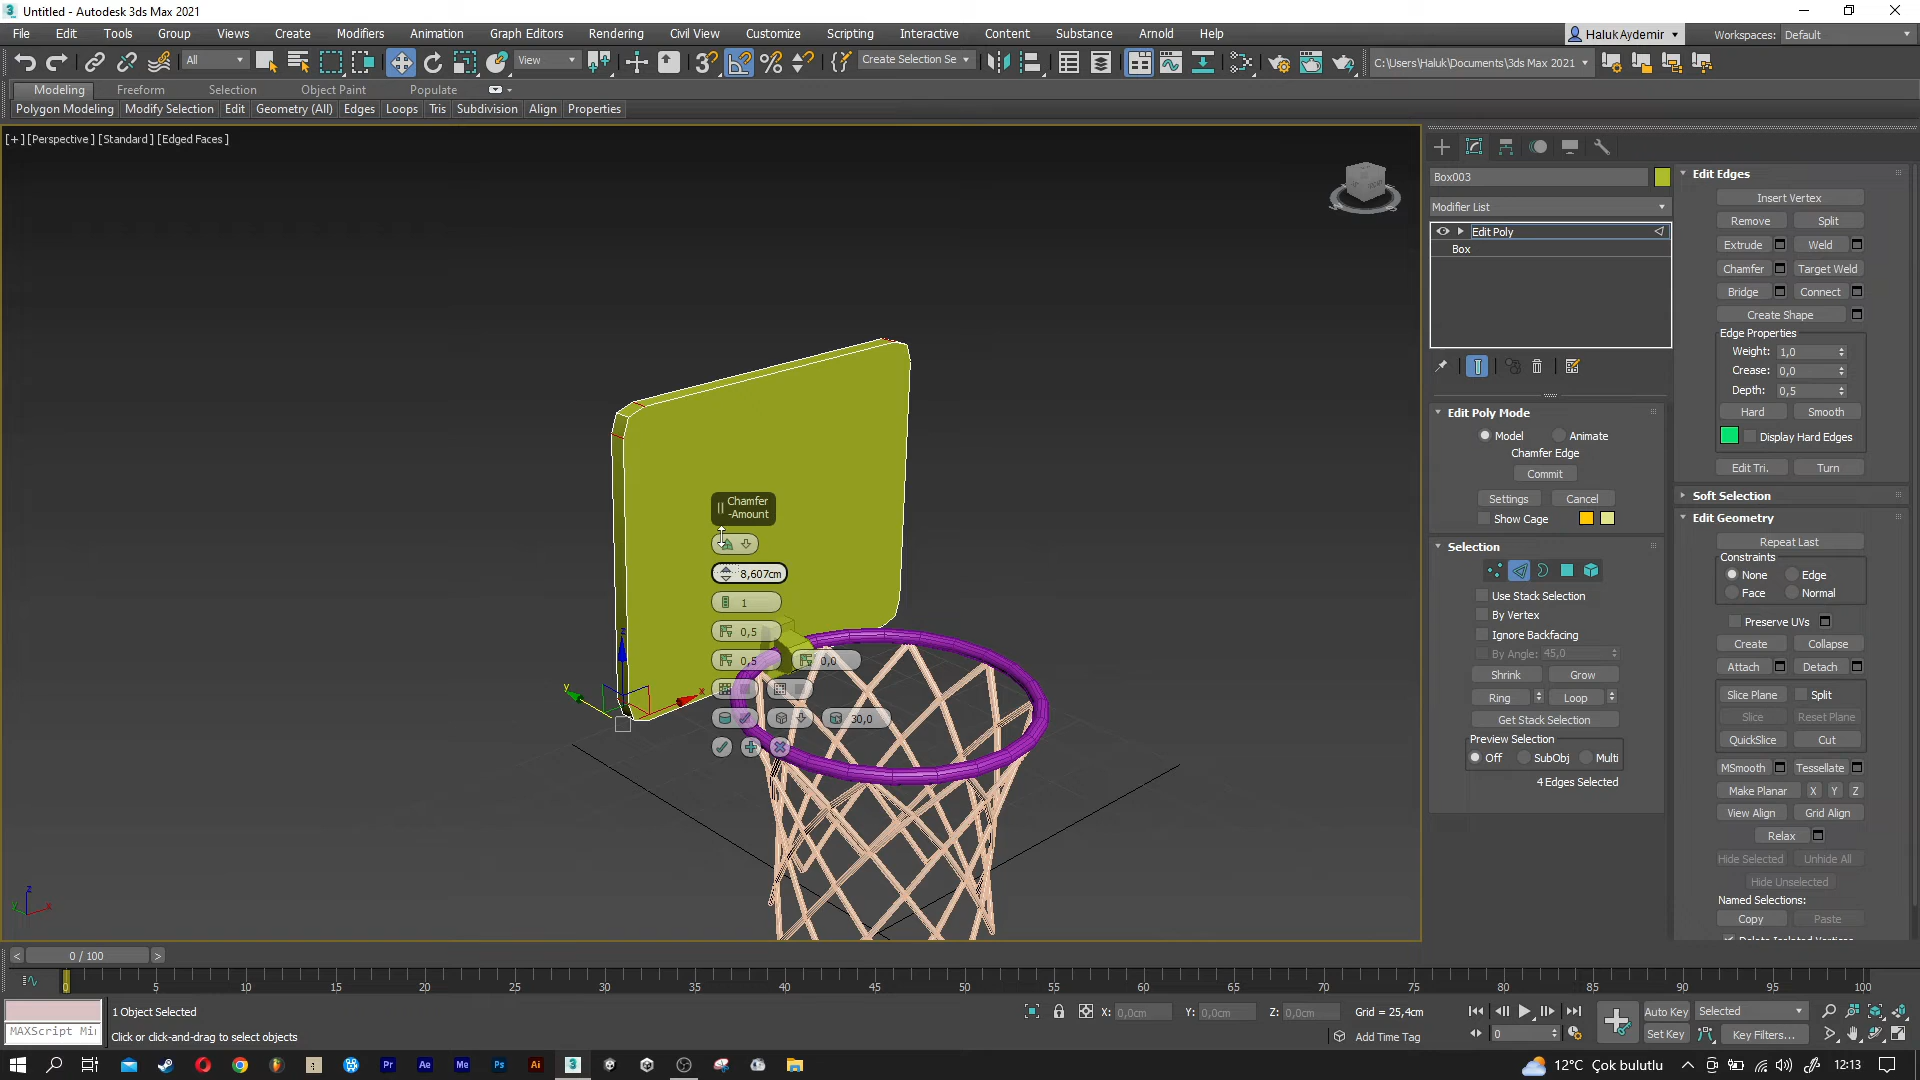 Untitled - Autodesk 3ds Max 2021
File Edit Tools Group Views Create Modifiers Animation Graph Editors Rendering Civil View Customize Scripting Interactive Content Substance Arnold Help
Haluk Aydemir Workspaces: Default
All View Create Selection Se C:\Users\Haluk\Documents\3ds Max 2021
Modeling Freeform Selection Object Paint Populate
Polygon Modeling Modify Selection Edit Geometry (All) Edges Loops Tris Subdivision Align Properties
[+] [Perspective] [Standard] [Edged Faces]
Chamfer
-Amount
8,607cm
1
0,5
0,5 0,0
30,0
Box003
Modifier List
Edit Poly
Box
Edit Poly Mode
Model Animate
Chamfer Edge
Commit
Settings Cancel
Show Cage
Selection
Use Stack Selection
By Vertex
Ignore Backfacing
By Angle: 45,0
Shrink Grow
Ring Loop
Get Stack Selection
Preview Selection
Off SubObj Multi
4 Edges Selected
Edit Edges
Insert Vertex
Remove Split
Extrude Weld
Chamfer Target Weld
Bridge Connect
Create Shape
Edge Properties
Weight: 1,0
Crease: 0,0
Depth: 0,5
Hard Smooth
Display Hard Edges
Edit Tri. Turn
Soft Selection
Edit Geometry
Repeat Last
Constraints
None Edge
Face Normal
Preserve UVs
Create Collapse
Attach Detach
Slice Plane Split
Slice Reset Plane
QuickSlice Cut
MSmooth Tessellate
Make Planar X Y Z
View Align Grid Align
Relax
Hide Selected Unhide All
Hide Unselected
Named Selections:
Copy Paste
Delete Isolated Vertices
< 0 / 100 >
0 5 10 15 20 25 30 35 40 45 50 55 60 65 70 75 80 85 90 95 100
1 Object Selected
MAXScript Mi
Click or click-and-drag to select objects
X: 0,0cm Y: 0,0cm Z: 0,0cm Grid = 25,4cm
Add Time Tag
0
Auto Key Selected
Set Key Key Filters...
12°C Çok bulutlu 12:13